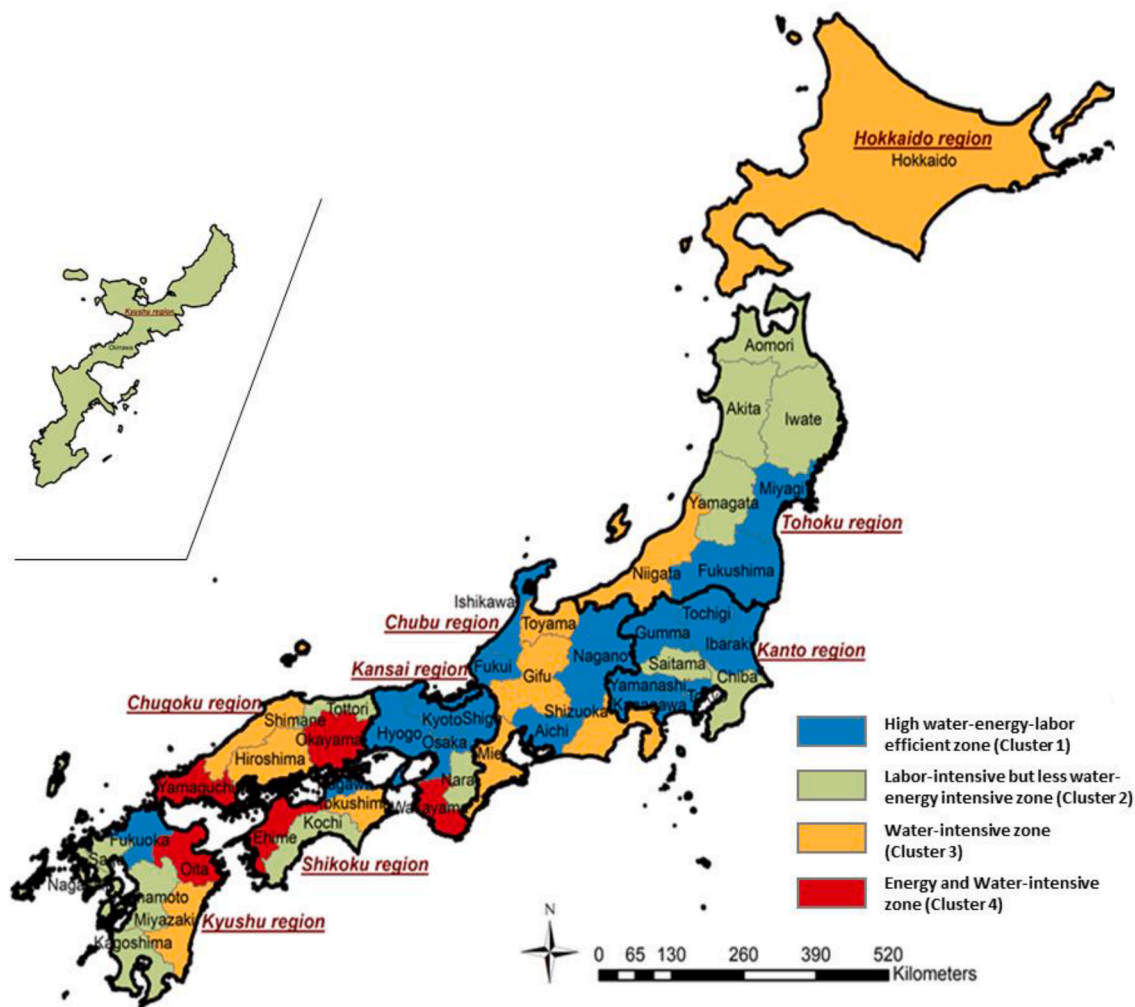 Hokkaido region
Hokkaido
Kyushu region
Okinawa
Aomori
Akita
Iwate
Miyagi
Yamagata
Tohoku region
Niigata
Fukushima
Ishikawa
Toyama
Tochigi
Chubu region
Gumma
Ibaraki
Kanto region
Nagano
Kansai region
Fukui
Gifu
Saitama
Chiba
Yamanashi
Chugoku region
Tottori
Shimane
Kyoto
Shiga
Shizuoka
Hyogo
Osaka
Aichi
Okayama
Hiroshima
Mie
Nara
Yamaguchi
Tokushima
Kochi
Fukuoka
Ehime
Oita
Shikoku region
Miyazaki
Kyushu region
Kagoshima
High water-energy-labor
efficient zone (Cluster 1)
Labor-intensive but less water-
energy intensive zone (Cluster 2)
Water-intensive zone
(Cluster 3)
Energy and Water-intensive
zone (Cluster 4)
N
0 65 130 260 390 520
Kilometers